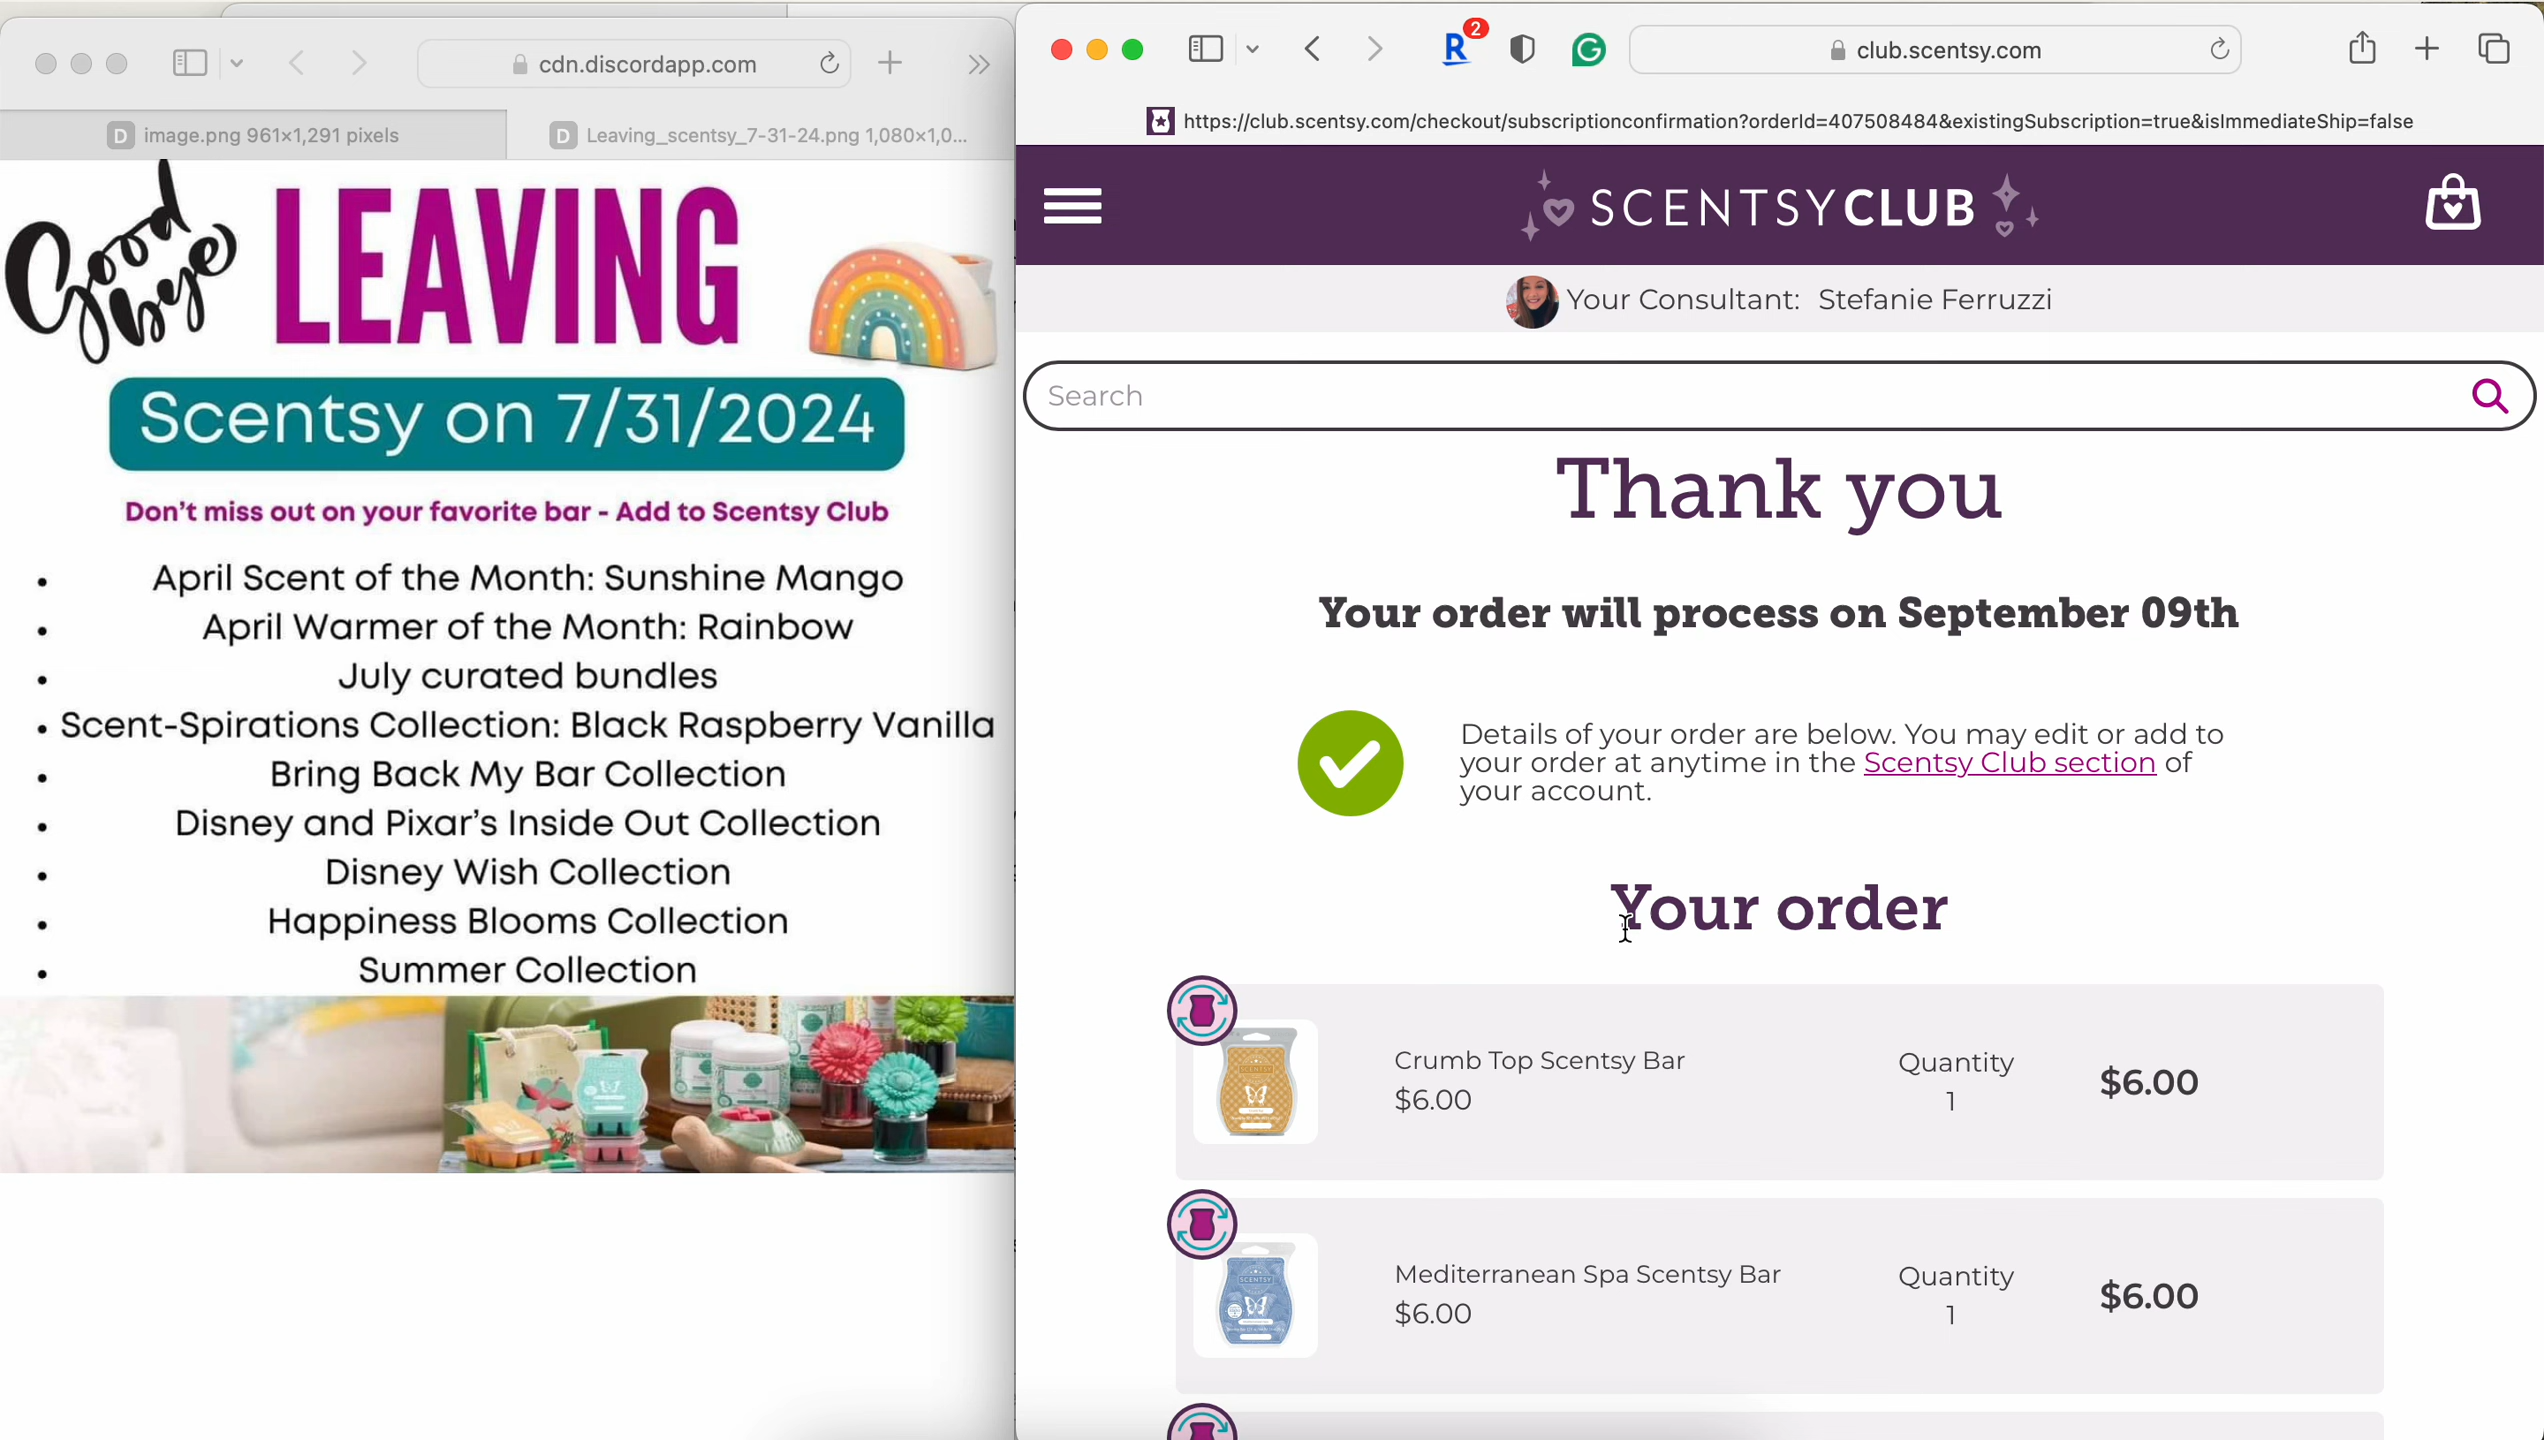 cdn.discordapp.com
image.png 961×1,291 pixels
Leaving_scentsy_7-31-24.png 1,080×1,0...
Good bye
LEAVING
Scentsy on 7/31/2024
Don't miss out on your favorite bar - Add to Scentsy Club
• April Scent of the Month: Sunshine Mango
• April Warmer of the Month: Rainbow
• July curated bundles
• Scent-Spirations Collection: Black Raspberry Vanilla
• Bring Back My Bar Collection
• Disney and Pixar's Inside Out Collection
• Disney Wish Collection
• Happiness Blooms Collection
• Summer Collection
2
club.scentsy.com
https://club.scentsy.com/checkout/subscriptionconfirmation?orderId=407508484&existingSubscription=true&isImmediateShip=false
SCENTSYCLUB
Your Consultant: Stefanie Ferruzzi
Search
Thank you
Your order will process on September 09th
Details of your order are below. You may edit or add to
your order at anytime in the Scentsy Club section of
your account.
Your order
Crumb Top Scentsy Bar
$6.00
Quantity
1
$6.00
Mediterranean Spa Scentsy Bar
$6.00
Quantity
1
$6.00